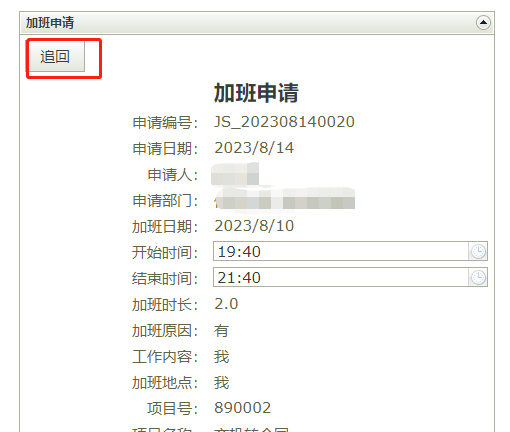 加班申请
追回
加班申请
申请编号： JS_202308140020
申请日期： 2023/8/14
申请人：
申请部门：
加班日期： 2023/8/10
开始时间： 19:40
结束时间： 21:40
加班时长： 2.0
加班原因： 有
工作内容： 我
加班地点： 我
项目号： 890002